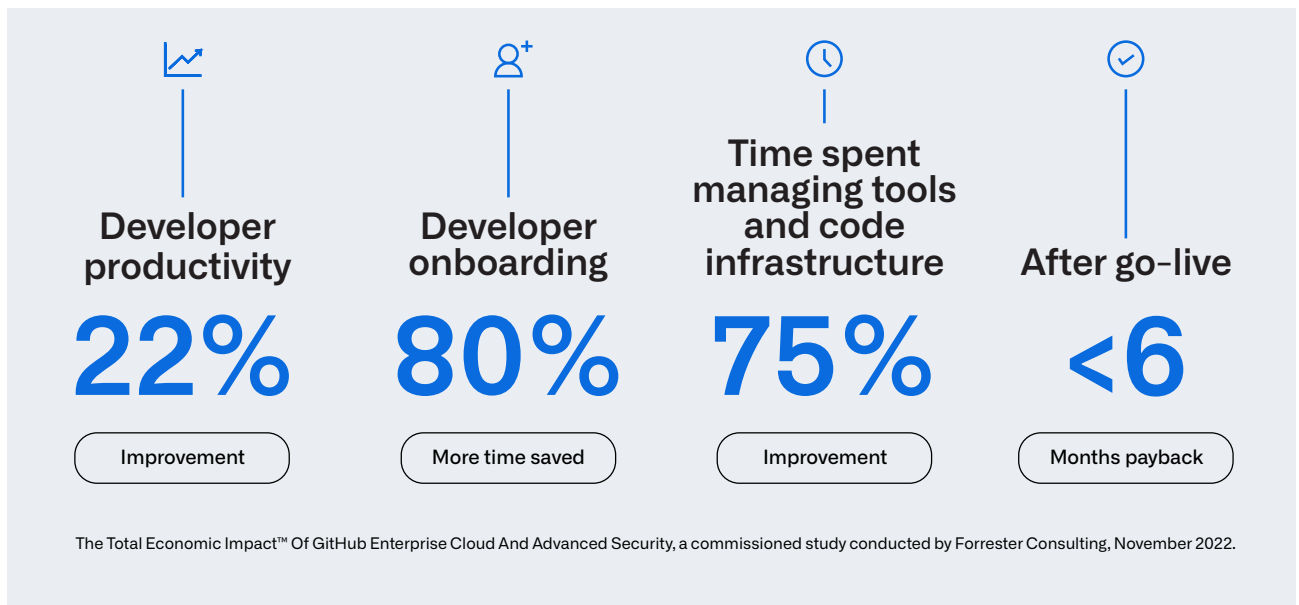 Developer
productivity
22%
Improvement
Developer
onboarding
80%
More time saved
Time spent
managing tools
and code
infrastructure
75%
Improvement
After go-live
<6
Months payback
The Total Economic Impact™ Of GitHub Enterprise Cloud And Advanced Security, a commissioned study conducted by Forrester Consulting, November 2022.